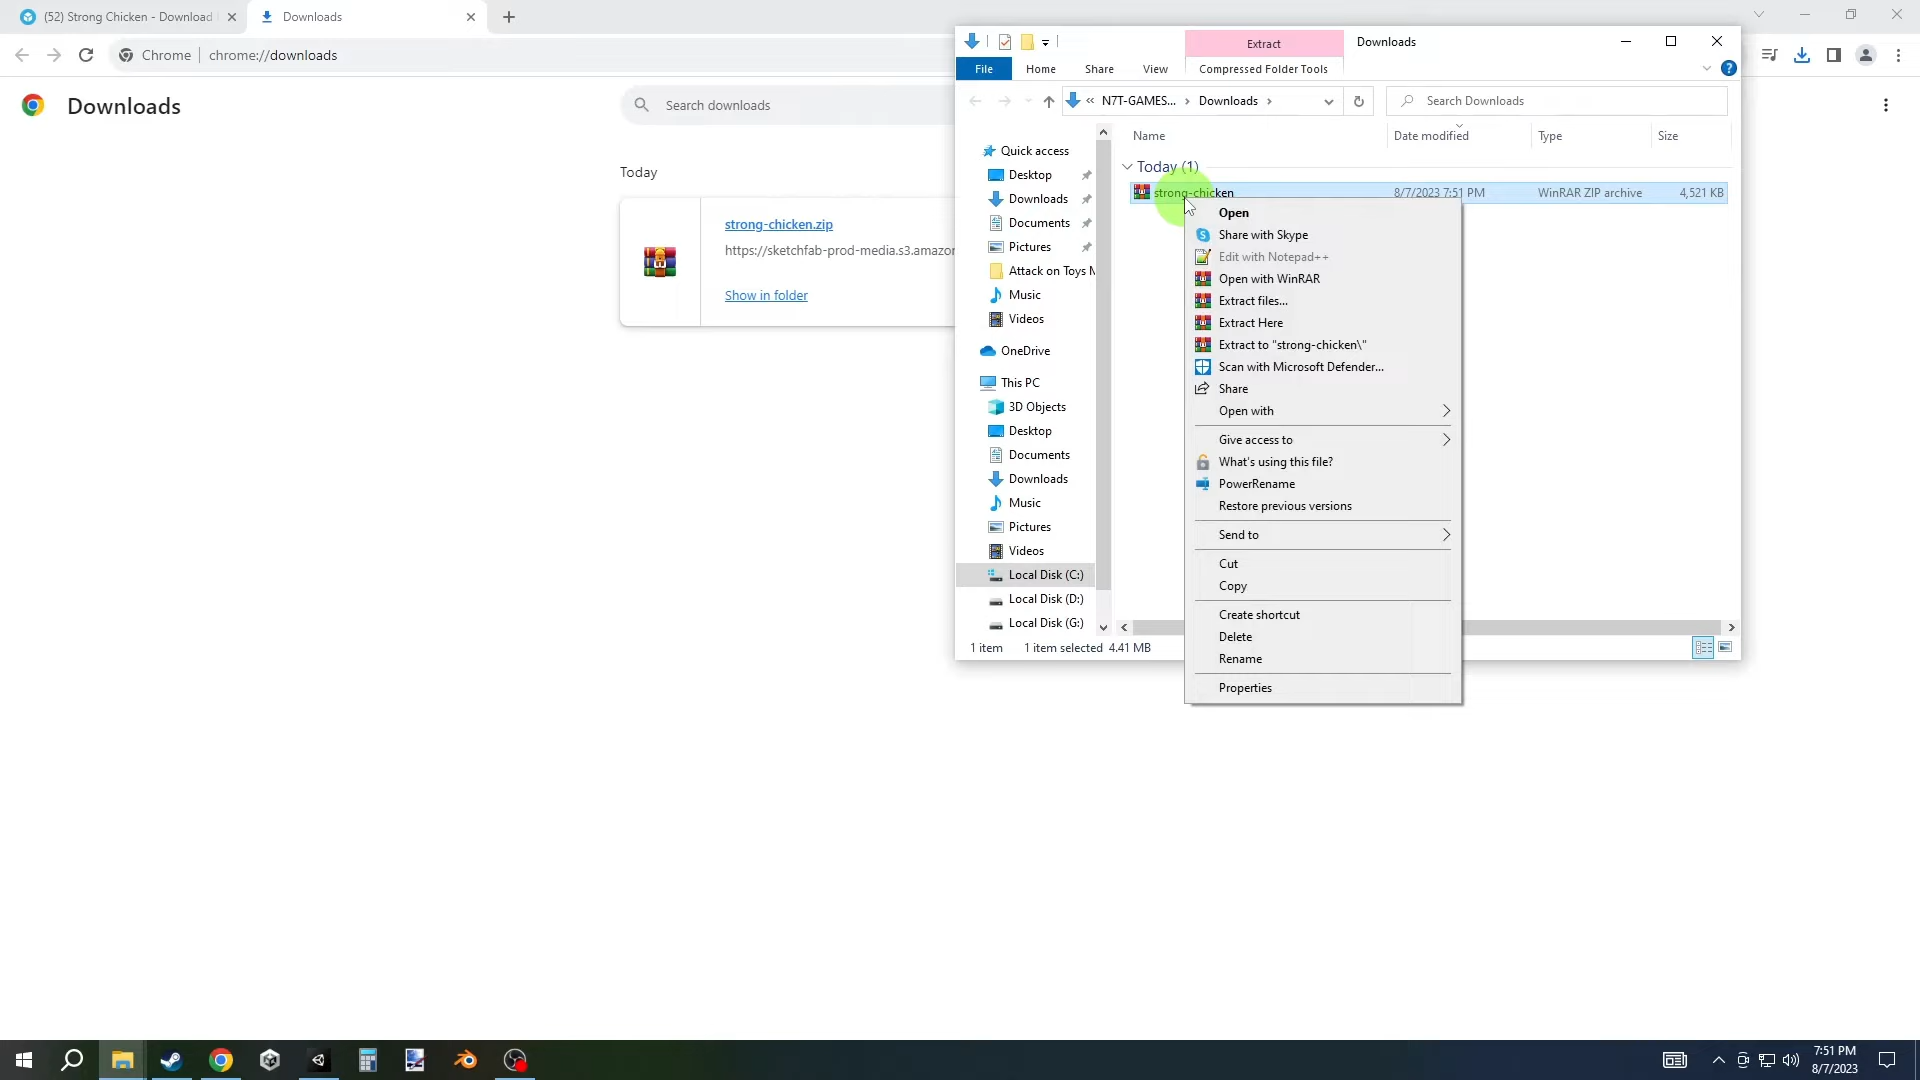 (52) Strong Chicken - Download
Downloads
Chrome
chrome://downloads
Downloads
Search downloads
Today
strong-chicken.zip
https://sketchfab-prod-media.s3.amazon
Show in folder
Extract
Downloads
File
Home
Share
View
Compressed Folder Tools
?
«
N7T-GAMES...
Downloads
Search Downloads
Name
Date modified
Type
Size
Today (1)
strong-chicken
8/7/2023 7:51 PM
WinRAR ZIP archive
4,521 KB
Quick access
Desktop
Downloads
Documents
Pictures
Attack on Toys M
Music
Videos
OneDrive
This PC
3D Objects
Desktop
Documents
Downloads
Music
Pictures
Videos
Local Disk (C:)
Local Disk (D:)
Local Disk (G:)
1 item
1 item selected 4.41 MB
Open
Share with Skype
Edit with Notepad++
Open with WinRAR
Extract files...
Extract Here
Extract to "strong-chicken\"
Scan with Microsoft Defender...
Share
Open with
Give access to
What's using this file?
PowerRename
Restore previous versions
Send to
Cut
Copy
Create shortcut
Delete
Rename
Properties
7:51 PM
8/7/2023